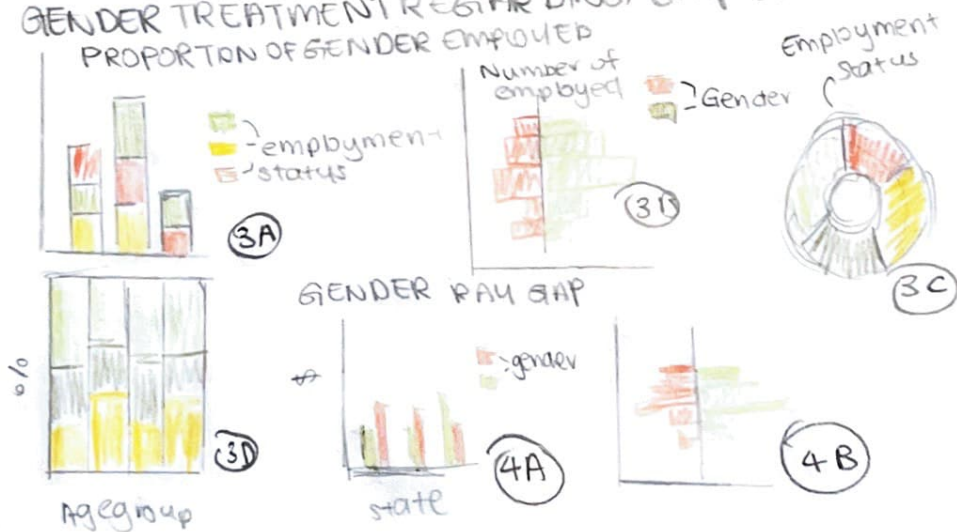 GENDER TREATMENT
PROPORTION OF GENDER EMPLOYED
employment
status
3A
Number of
employed
Gender
3B
Employment
Status
3C
%
Agegroup
3D
GENDER PAY GAP
$
gender
state
4A
4B